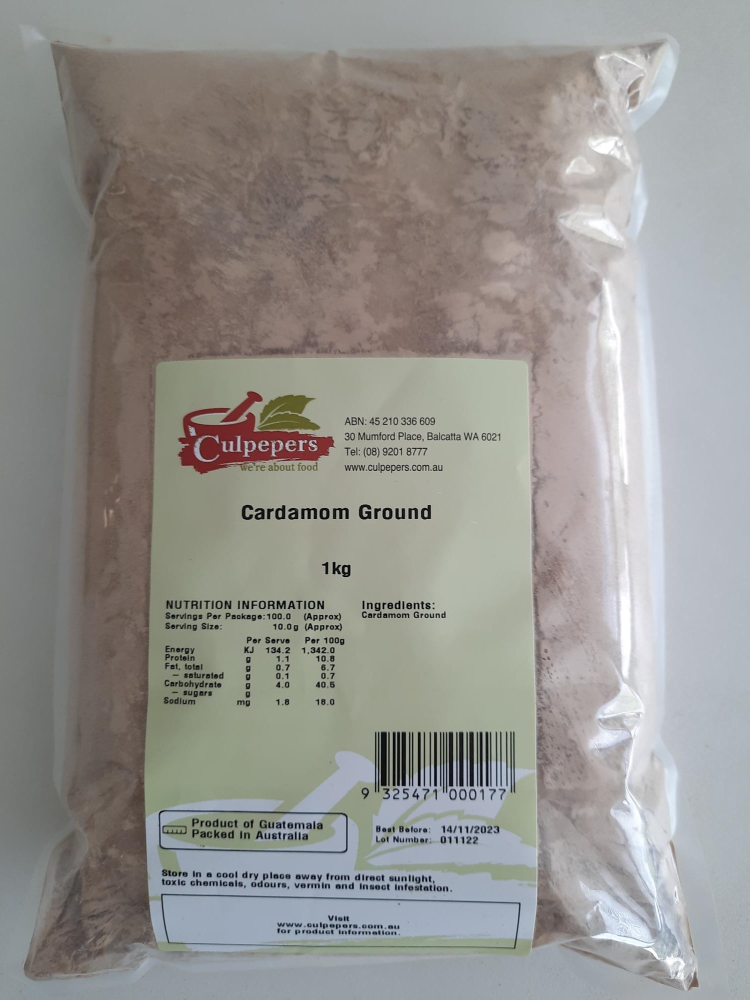 Culpepers
we're about food
ABN: 45 210 336 609
30 Mumford Place, Balcatta WA 6021
Tel: (08) 9201 8777
www.culpepers.com.au
Cardamom Ground
1kg
NUTRITION INFORMATION
Servings Per Package: 100.0 (Approx)
Serving Size: 10.0g (Approx)
Per Serve Per 100g
Energy KJ 134.2 1,342.0
Protein g 1.1 10.8
Fat, total g 0.7 6.7
– saturated g 0.1 0.7
Carbohydrate g 4.0 40.5
– sugars g
Sodium mg 1.8 18.0
Ingredients:
Cardamom Ground
9 325471 000177
Product of Guatemala
Packed in Australia
Best Before: 14/11/2023
Lot Number: 011122
Store in a cool dry place away from direct sunlight,
toxic chemicals, odours, vermin and insect infestation.
Visit
www.culpepers.com.au
for product information.